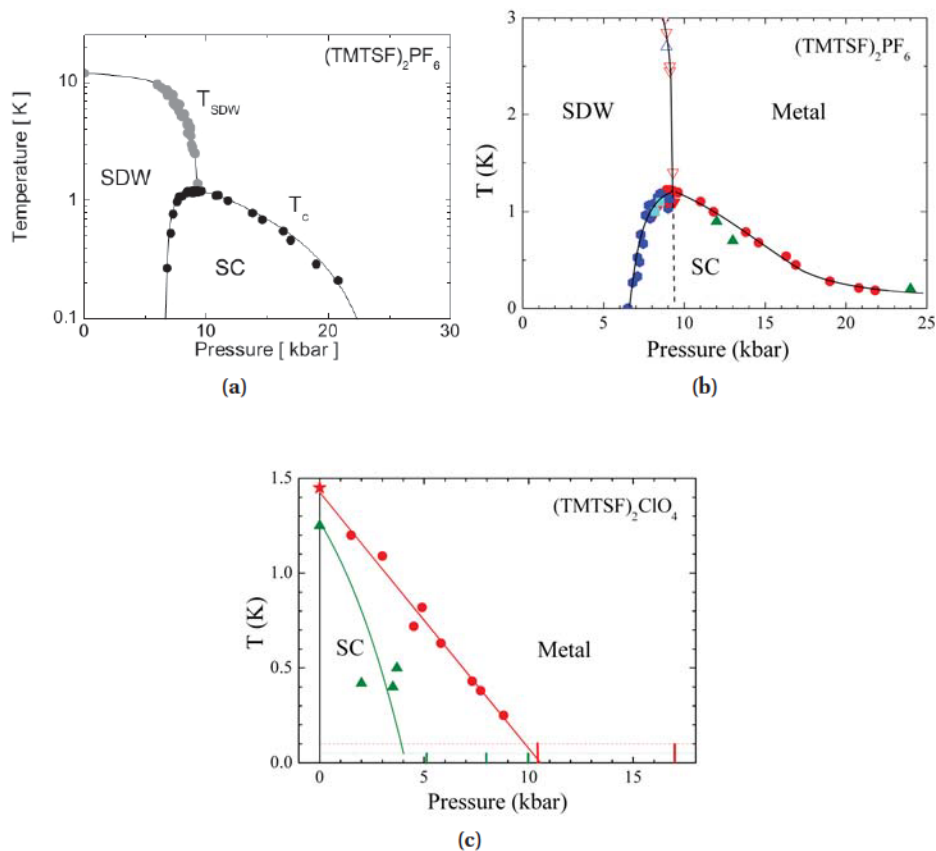 (TMTSF)₂PF₆
Temperature [ K ]
10
1
0.1
T_SDW
SDW
T_c
SC
0
10
20
30
Pressure [ kbar ]
(a)
(TMTSF)₂PF₆
T (K)
3
2
1
0
SDW
Metal
SC
0
5
10
15
20
25
Pressure (kbar)
(b)
(TMTSF)₂ClO₄
T (K)
1.5
1.0
0.5
0.0
SC
Metal
0
5
10
15
Pressure (kbar)
(c)